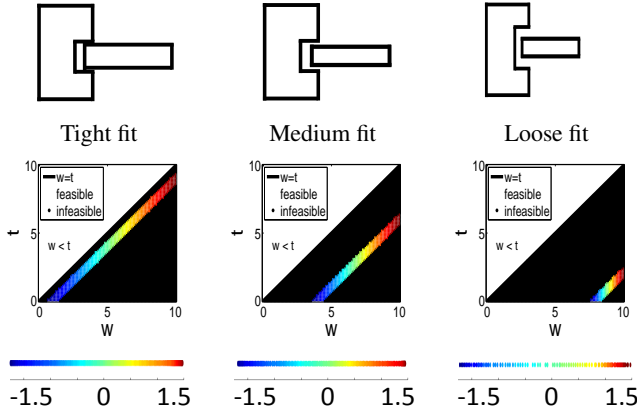 Tight fit Medium fit Loose fit
10 10 10
w=t w=t w=t
feasible feasible feasible
infeasible infeasible infeasible
t 5 t 5 t 5
w < t w < t w < t
0 0 0
0 5 10 0 5 10 0 5 10
W W W
-1.5 0 1.5 -1.5 0 1.5 -1.5 0 1.5